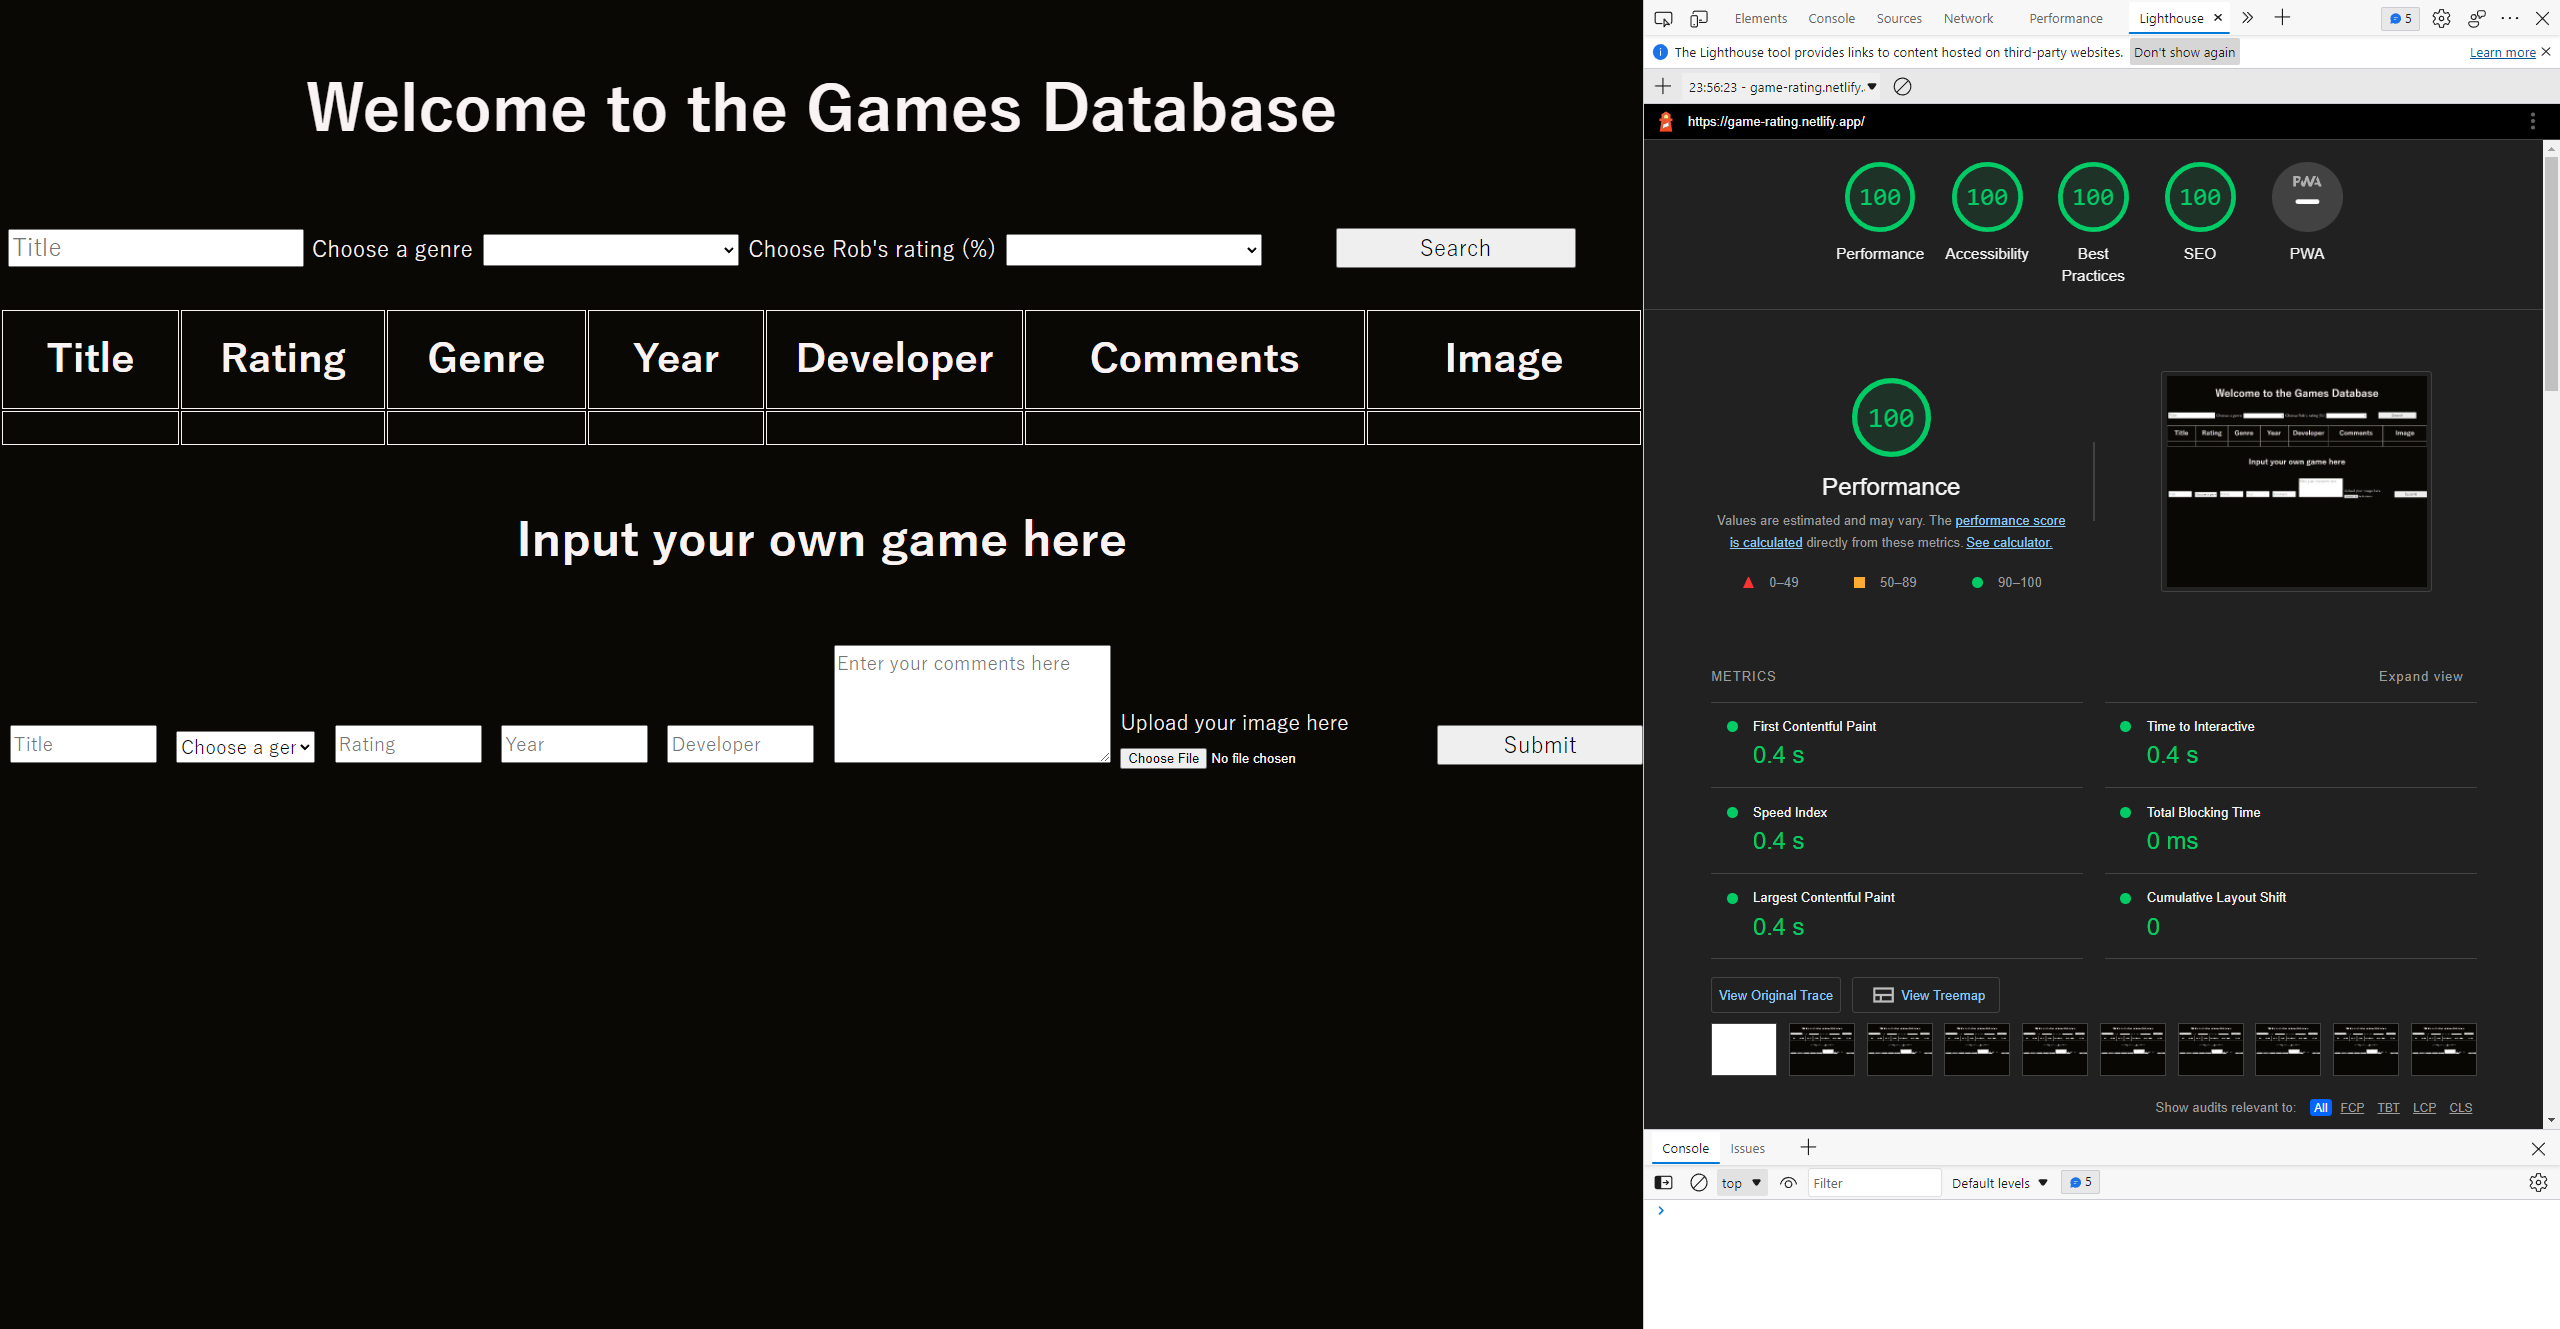 Welcome to the Games Database
Title Choose a genre Choose Rob's rating (%) Search
Title Rating Genre Year Developer Comments Image
Input your own game here
Enter your comments here
Upload your image here
Title Choose a ger Rating Year Developer Submit
Choose File No file chosen
Elements Console Sources Network Performance Lighthouse 5
The Lighthouse tool provides links to content hosted on third-party websites. Don't show again Learn more
23:56:23 - game-rating.netlify.
https://game-rating.netlify.app/
100 100 100 100 PWA
Performance Accessibility Best Practices SEO PWA
100
Performance
Values are estimated and may vary. The performance score
is calculated directly from these metrics. See calculator.
0–49 50–89 90–100
Welcome to the Games Database
Title Rating Genre Year Developer Comments Image
Input your own game here
METRICS Expand view
First Contentful Paint
0.4 s
Time to Interactive
0.4 s
Speed Index
0.4 s
Total Blocking Time
0 ms
Largest Contentful Paint
0.4 s
Cumulative Layout Shift
0
View Original Trace View Treemap
Show audits relevant to: All FCP TBT LCP CLS
Console Issues
top Filter Default levels 5